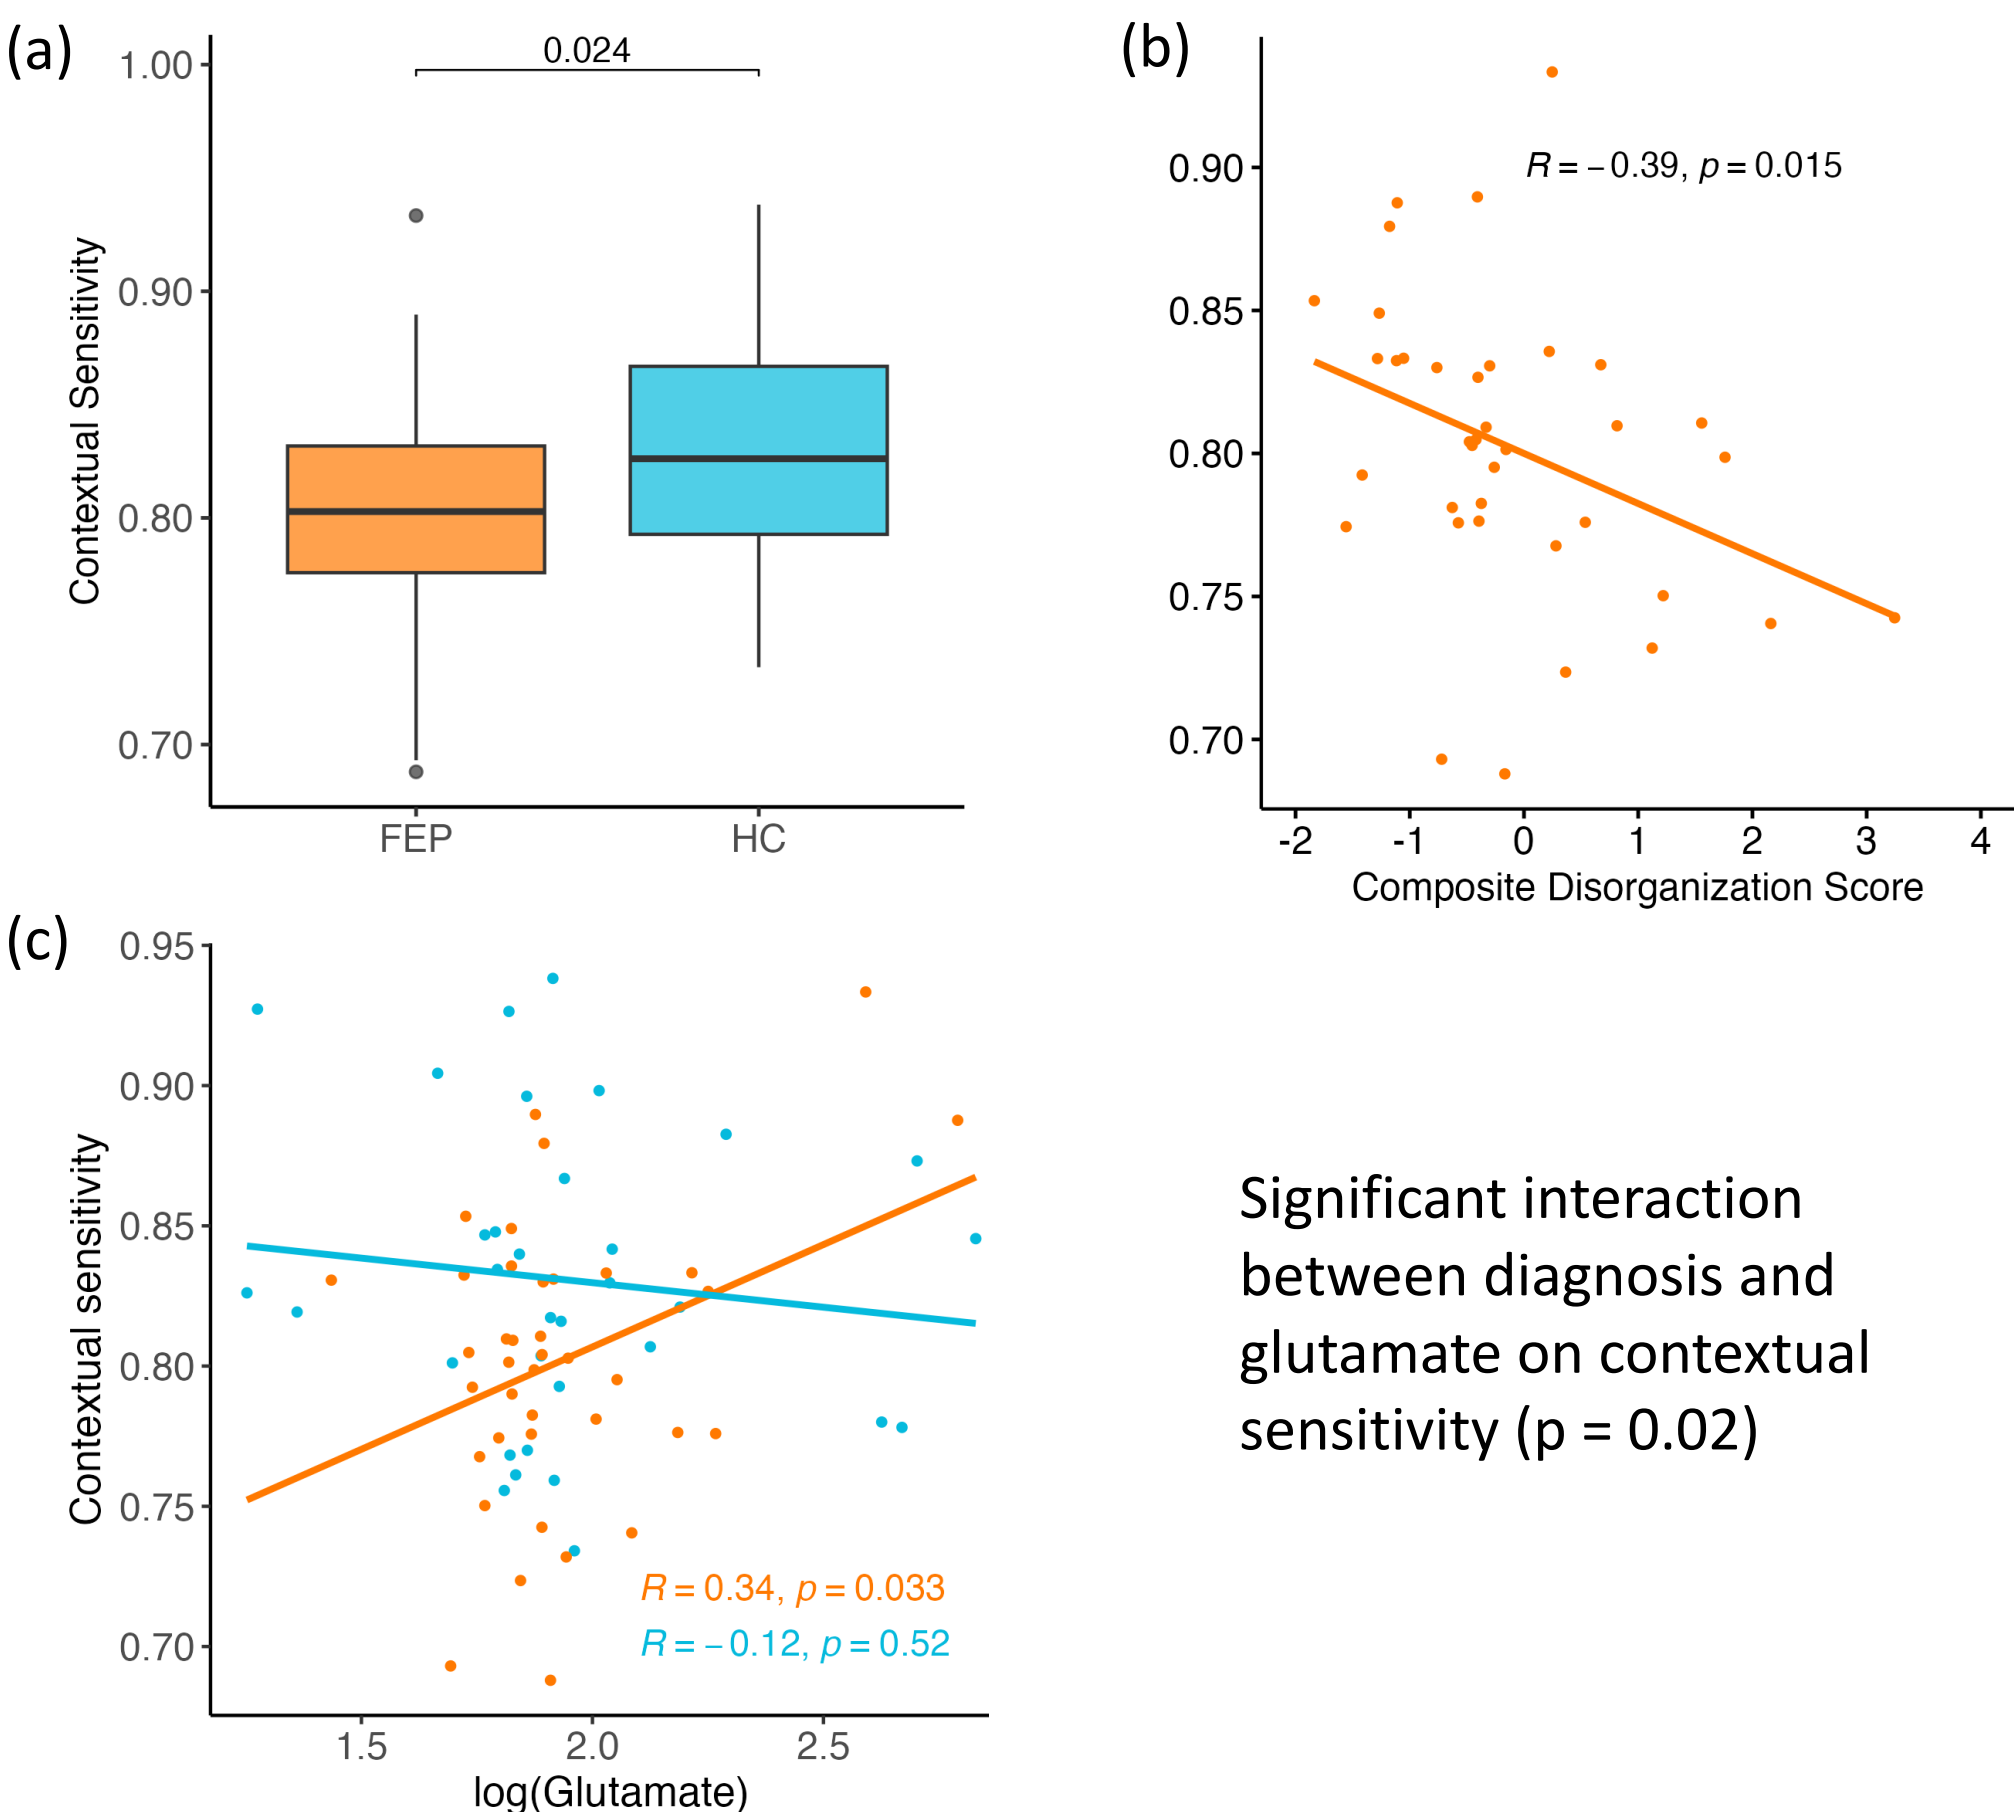 (a)
1.00
0.90
0.80
0.70
Contextual Sensitivity
0.024
FEP
HC
(b)
0.90
0.85
0.80
0.75
0.70
R = −0.39, p = 0.015
-2
-1
0
1
2
3
4
Composite Disorganization Score
(c)
0.95
0.90
0.85
0.80
0.75
0.70
Contextual sensitivity
R = 0.34, p = 0.033
R = −0.12, p = 0.52
1.5
2.0
2.5
log(Glutamate)
Significant interaction
between diagnosis and
glutamate on contextual
sensitivity (p = 0.02)